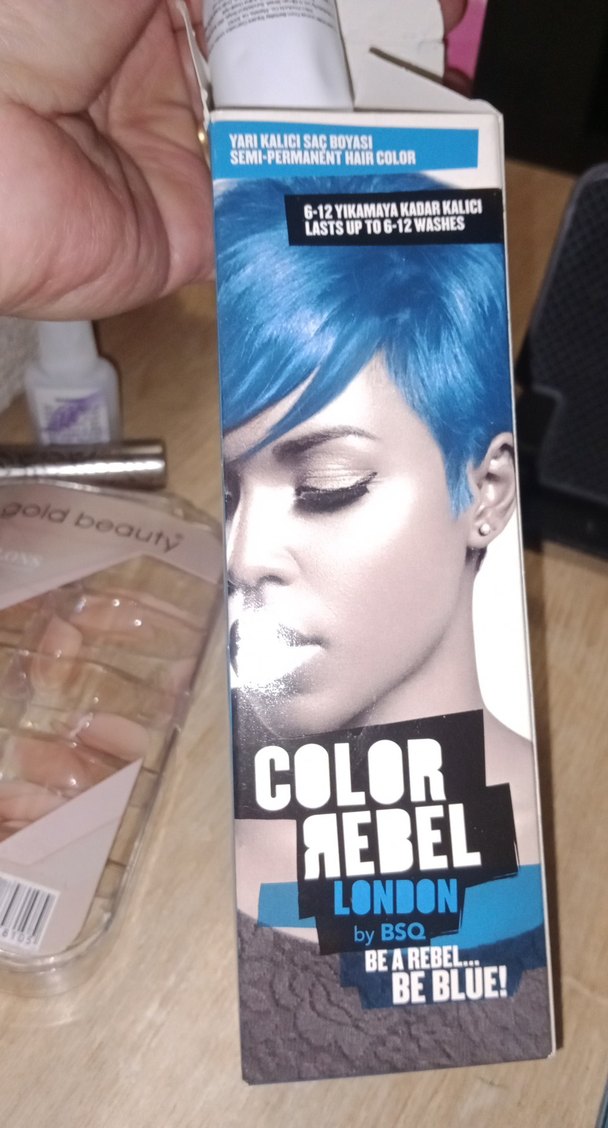 YARI KALICI SAÇ BOYASI
SEMI-PERMANENT HAIR COLOR
6-12 YIKAMAYA KADAR KALICI
LASTS UP TO 6-12 WASHES
gold beauty
COLOR
REBEL
LONDON
by BSQ
BE A REBEL...
BE BLUE!